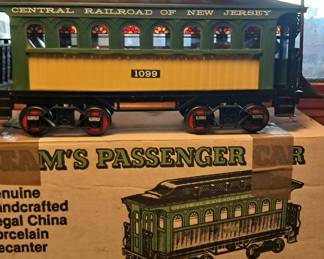 CENTRAL RAILROAD OF NEW JERSEY
1099
AM'S PASSENGER CAR
enuine
andcrafted
egal China
orcelain
ecanter